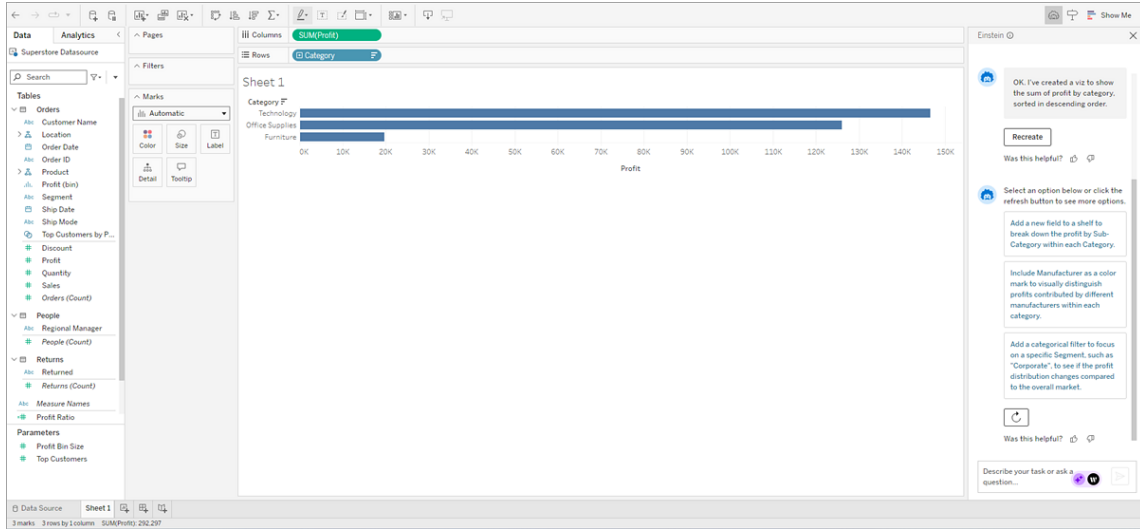 Show Me
Data
Analytics
Superstore Datasource
Search
Tables
Orders
Abc Customer Name
Location
Order Date
Abc Order ID
Product
Profit (bin)
Abc Segment
Ship Date
Abc Ship Mode
Top Customers by P...
# Discount
# Profit
# Quantity
# Sales
# Orders (Count)
People
Abc Regional Manager
# People (Count)
Returns
Abc Returned
# Returns (Count)
Abc Measure Names
=# Profit Ratio
Parameters
# Profit Bin Size
# Top Customers
Pages
Filters
Marks
Automatic
Color
Size
Label
Detail
Tooltip
Columns
SUM(Profit)
Rows
Category
Sheet 1
Category
Technology
Office Supplies
Furniture
0K 10K 20K 30K 40K 50K 60K 70K 80K 90K 100K 110K 120K 130K 140K 150K
Profit
Einstein
OK. I've created a viz to show
the sum of profit by category,
sorted in descending order.
Recreate
Was this helpful?
Select an option below or click the
refresh button to see more options.
Add a new field to a shelf to
break down the profit by Sub-
Category within each Category.
Include Manufacturer as a color
mark to visually distinguish
profits contributed by different
manufacturers within each
category.
Add a categorical filter to focus
on a specific Segment, such as
"Corporate", to see if the profit
distribution changes compared
to the overall market.
Was this helpful?
Describe your task or ask a
question...
Data Source
Sheet 1
3 marks 3 rows by 1 column SUM(Profit): 292,297